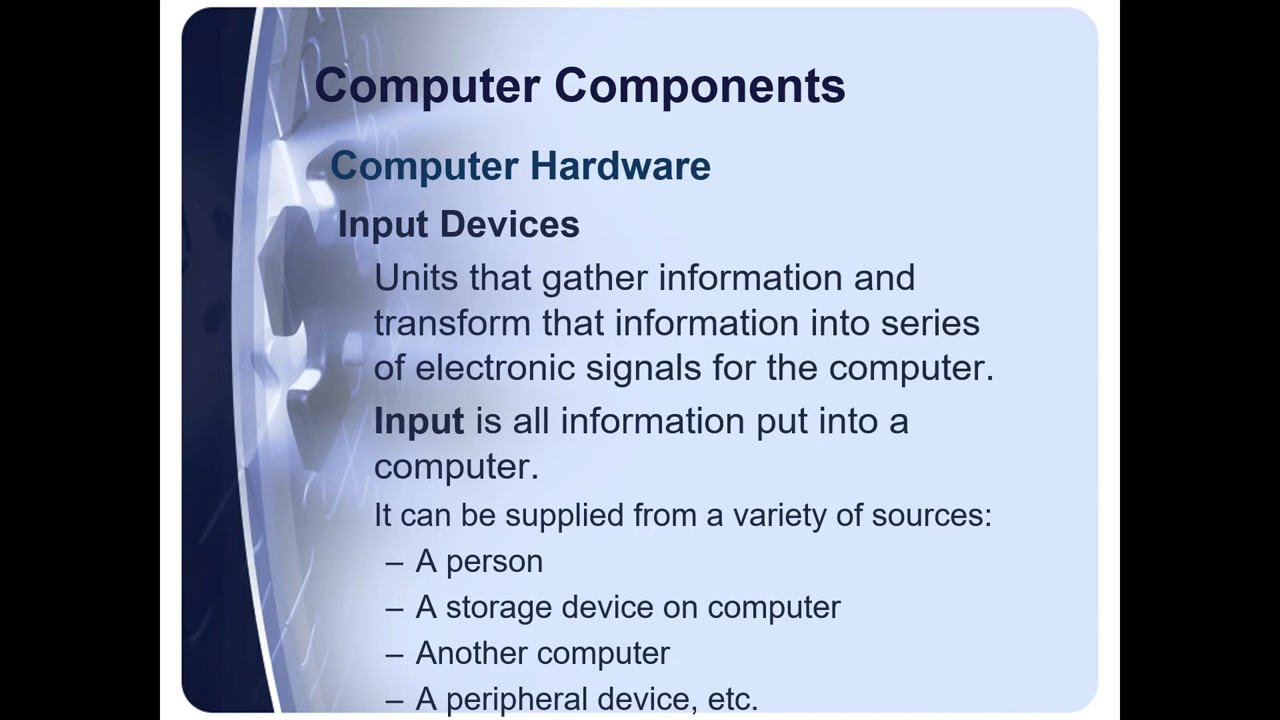 Computer Components
Computer Hardware
Input Devices
Units that gather information and
transform that information into series
of electronic signals for the computer.
Input is all information put into a
computer.
It can be supplied from a variety of sources:
– A person
– A storage device on computer
– Another computer
– A peripheral device, etc.